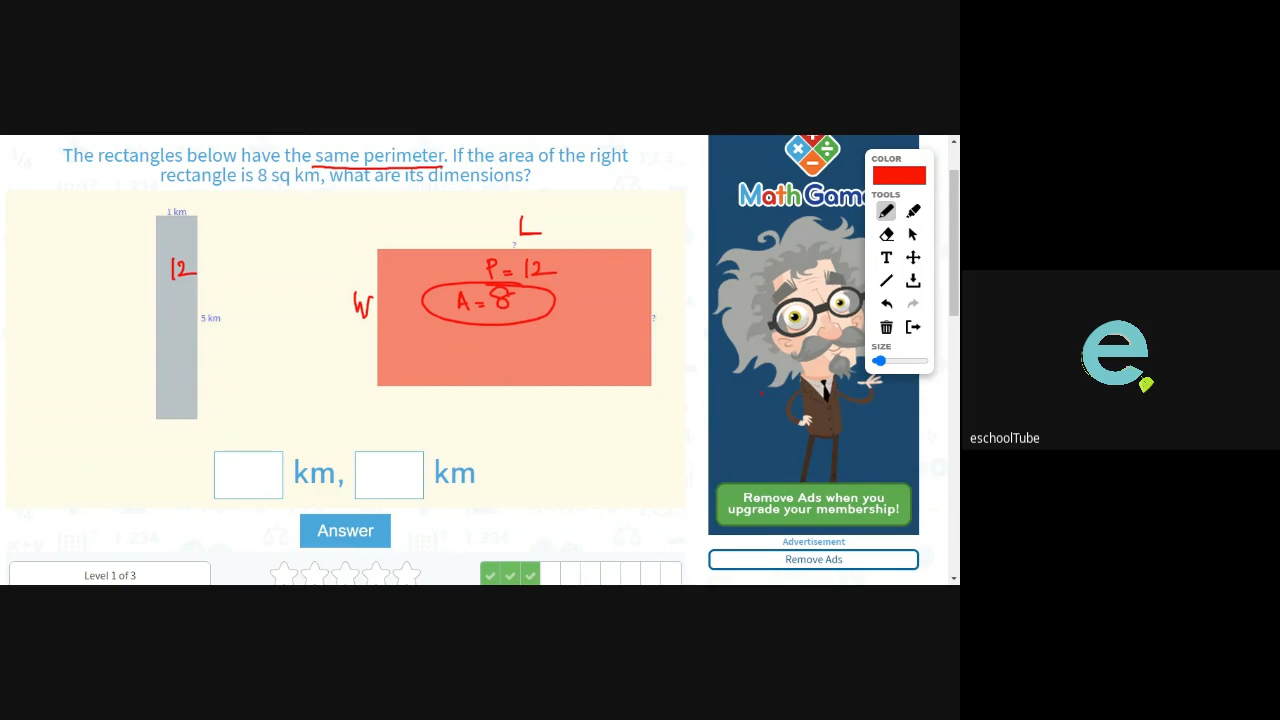 The rectangles below have the same perimeter. If the area of the right
rectangle is 8 sq km, what are its dimensions?
1 km
12
5 km
L
?
W
P = 12
A = 8
?
km, km
Answer
Level 1 of 3
Math Game
Remove Ads when you
upgrade your membership!
Advertisement
Remove Ads
COLOR
TOOLS
T
SIZE
e
eschoolTube